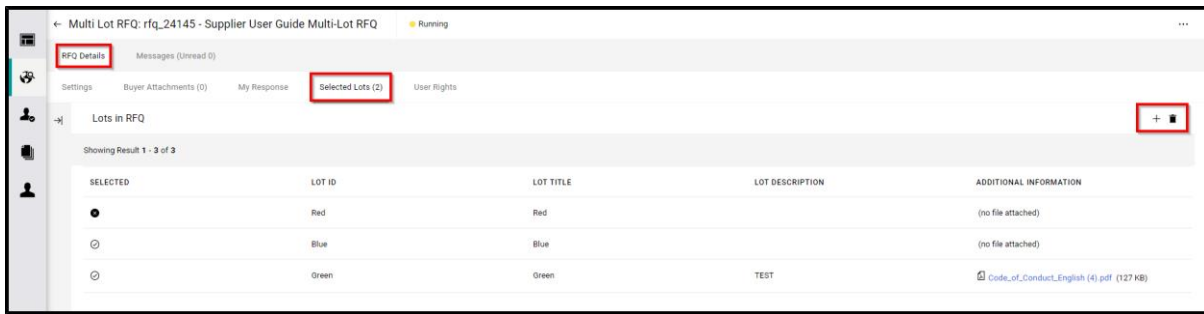 ← Multi Lot RFQ: rfq_24145 - Supplier User Guide Multi-Lot RFQ Running ...
RFQ Details Messages (Unread 0)
Settings Buyer Attachments (0) My Response Selected Lots (2) User Rights
Lots in RFQ
Showing Result 1 - 3 of 3
SELECTED LOT ID LOT TITLE LOT DESCRIPTION ADDITIONAL INFORMATION
Red Red (no file attached)
Blue Blue (no file attached)
Green Green TEST Code_of_Conduct_English (4).pdf (127 KB)